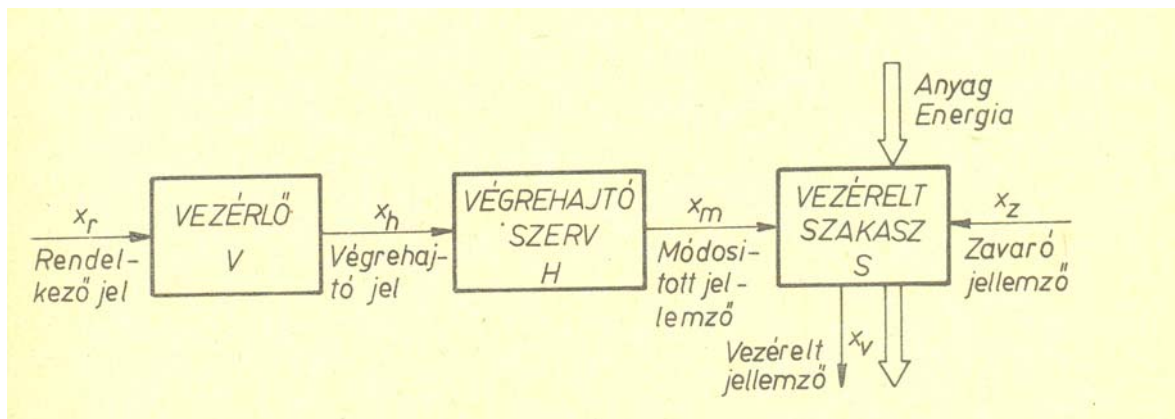 x_r
Rendel-
kező jel
VEZÉRLŐ
V
x_h
Végrehaj-
tó jel
VÉGREHAJTÓ
SZERV
H
x_m
Módosi-
tott jel-
lemző
Anyag
Energia
VEZÉRELT
SZAKASZ
S
x_z
Zavaró
jellemző
x_v
Vezérelt
jellemző